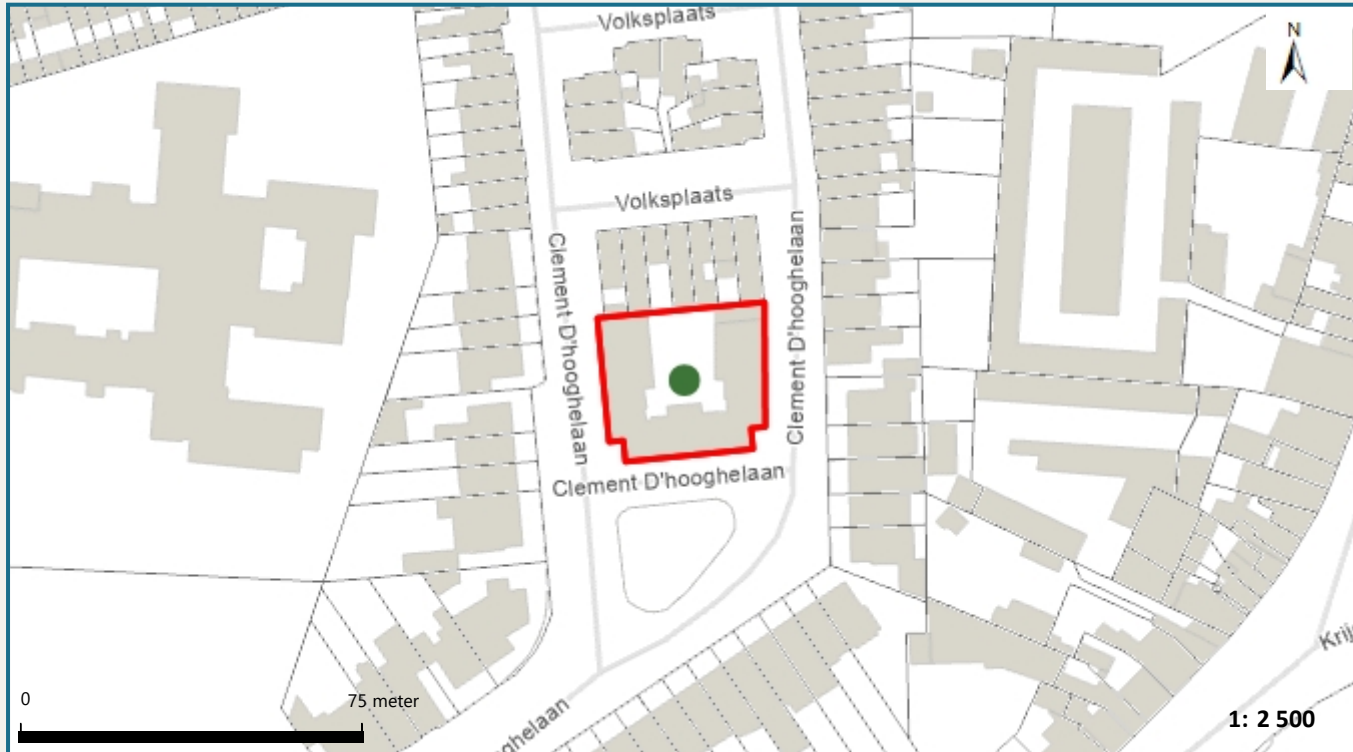 Volksplaats
N
Volksplaats
Clement D'hooghelaan
Clement D'hooghelaan
Clement D'hooghelaan
0
75 meter
1: 2 500